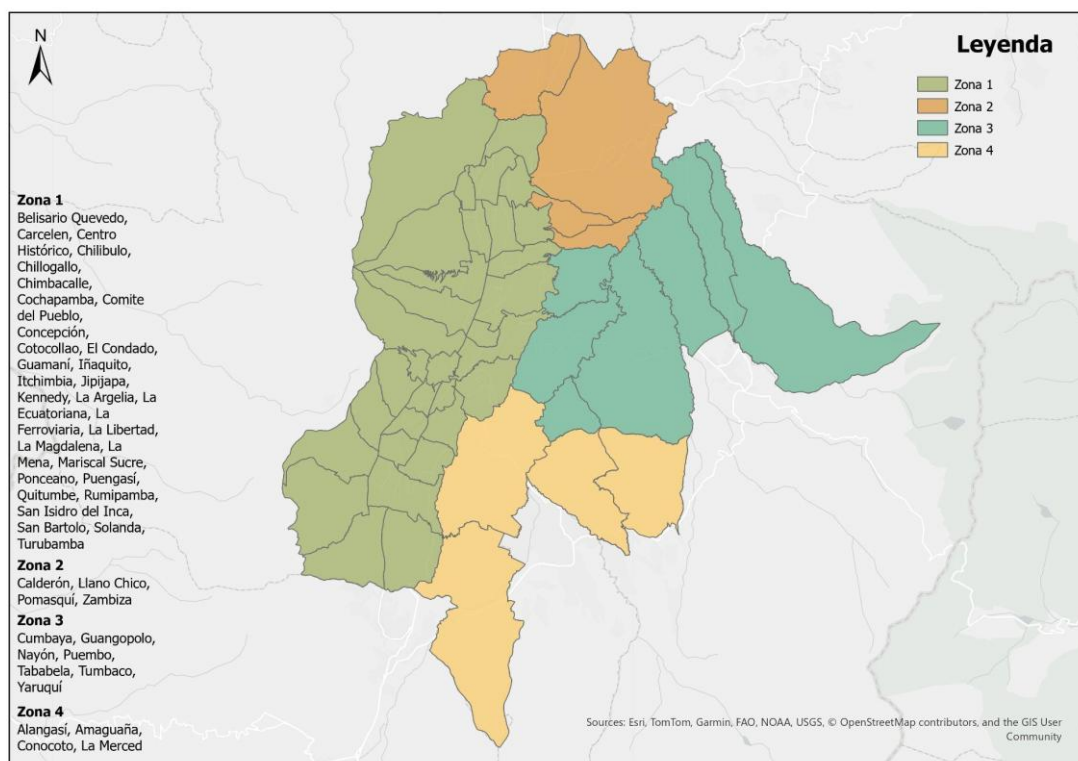 N
Leyenda
Zona 1
Zona 2
Zona 3
Zona 4
Zona 1
Belisario Quevedo,
Carcelen, Centro
Histórico, Chilibulo,
Chillogallo,
Chimbacalle,
Cochapamba, Comite
del Pueblo,
Concepción,
Cotocollao, El Condado,
Guamaní, Iñaquito,
Itchimbia, Jipijapa,
Kennedy, La Argelia, La
Ecuatoriana, La
Ferroviaria, La Libertad,
La Magdalena, La
Mena, Mariscal Sucre,
Ponceano, Puengasí,
Quitumbe, Rumipamba,
San Isidro del Inca,
San Bartolo, Solanda,
Turubamba
Zona 2
Calderón, Llano Chico,
Pomasquí, Zambiza
Zona 3
Cumbaya, Guangopolo,
Nayón, Puembo,
Tababela, Tumbaco,
Yaruquí
Zona 4
Alangasí, Amaguaña,
Conocoto, La Merced
Sources: Esri, TomTom, Garmin, FAO, NOAA, USGS, © OpenStreetMap contributors, and the GIS User
Community